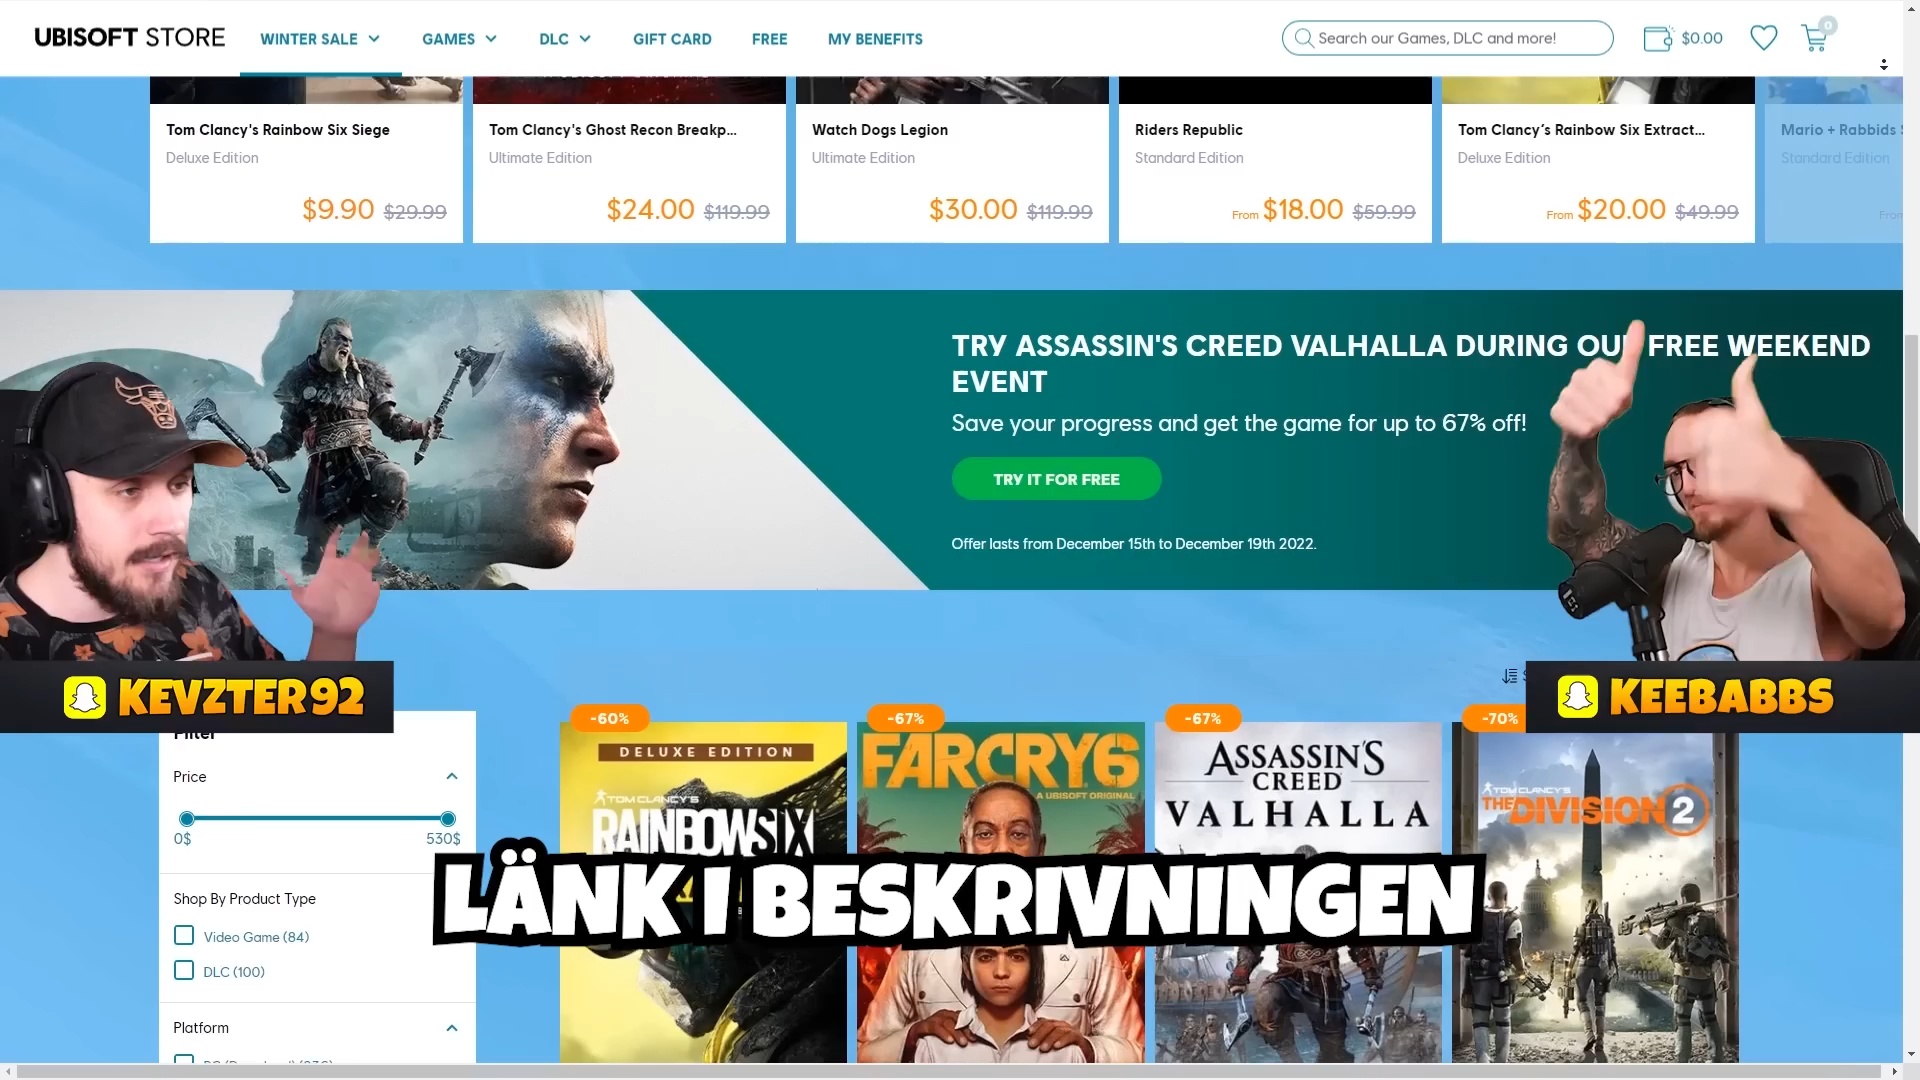 UBISOFT STORE
WINTER SALE
GAMES
DLC
GIFT CARD
FREE
MY BENEFITS
Search our Games, DLC and more!
$0.00
0
Tom Clancy's Rainbow Six Siege
Deluxe Edition
$9.90 $29.99
Tom Clancy's Ghost Recon Breakp...
Ultimate Edition
$24.00 $119.99
Watch Dogs Legion
Ultimate Edition
$30.00 $119.99
Riders Republic
Standard Edition
From $18.00 $59.99
Tom Clancy's Rainbow Six Extract...
Deluxe Edition
From $20.00 $49.99
Mario + Rabbids
Standard Edition
TRY ASSASSIN'S CREED VALHALLA DURING OUR FREE WEEKEND
EVENT
Save your progress and get the game for up to 67% off!
TRY IT FOR FREE
Offer lasts from December 15th to December 19th 2022.
KEVZTER92
KEEBABBS
Filter
Price
0$
530$
Shop By Product Type
Video Game (84)
DLC (100)
Platform
-60%
DELUXE EDITION
TOM CLANCY'S
RAINBOW SIX
-67%
FARCRY6
A UBISOFT ORIGINAL
-67%
ASSASSIN'S
CREED
VALHALLA
-70%
TOM CLANCY'S
THE DIVISION 2
LÄNK I BESKRIVNINGEN